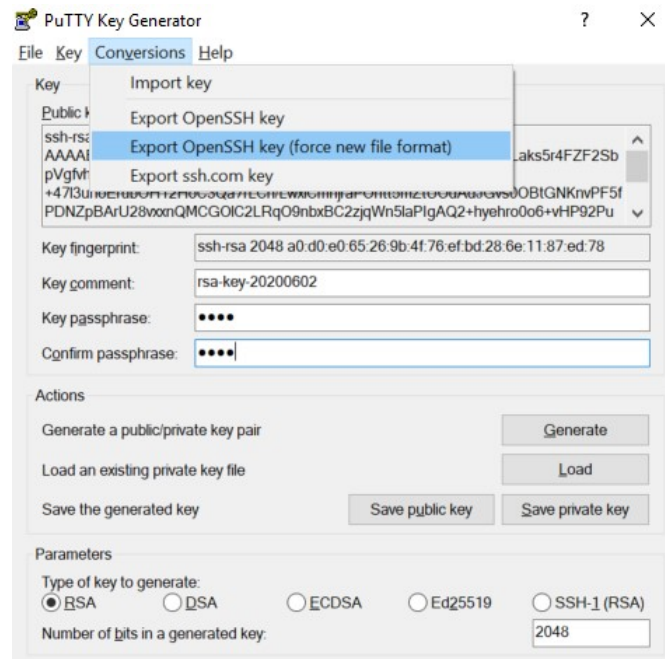 PuTTY Key Generator
File Key Conversions Help
Import key
Export OpenSSH key
Export OpenSSH key (force new file format)
Export ssh.com key
Key
Public
ssh-rsa
Laks5r4FZF2Sb
Key fingerprint:
ssh-rsa 2048 a0:d0:e0:65:26:9b:4f:76:ef:bd:28:6e:11:87:ed:78
Key comment:
rsa-key-20200602
Key passphrase:
Confirm passphrase:
Actions
Generate a public/private key pair
Generate
Load an existing private key file
Load
Save the generated key
Save public key
Save private key
Parameters
Type of key to generate:
RSA DSA ECDSA Ed25519 SSH-1 (RSA)
Number of bits in a generated key:
2048